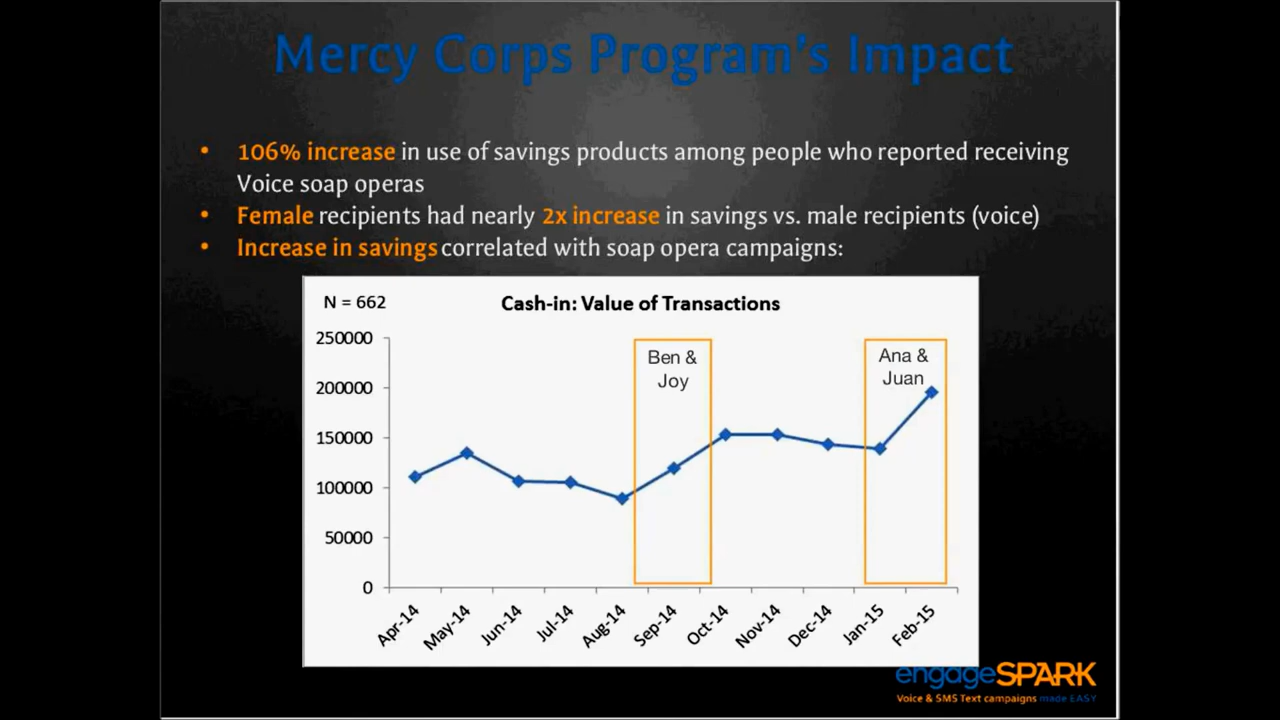 Mercy Corps Program's Impact
• 106% increase in use of savings products among people who reported receiving
Voice soap operas
• Female recipients had nearly 2x increase in savings vs. male recipients (voice)
• Increase in savings correlated with soap opera campaigns:
N = 662
Cash-in: Value of Transactions
250000
200000
150000
100000
50000
0
Ben &
Joy
Ana &
Juan
Apr-14
May-14
Jun-14
Jul-14
Aug-14
Sep-14
Oct-14
Nov-14
Dec-14
Jan-15
Feb-15
engageSPARK
Voice & SMS Text campaigns made EASY